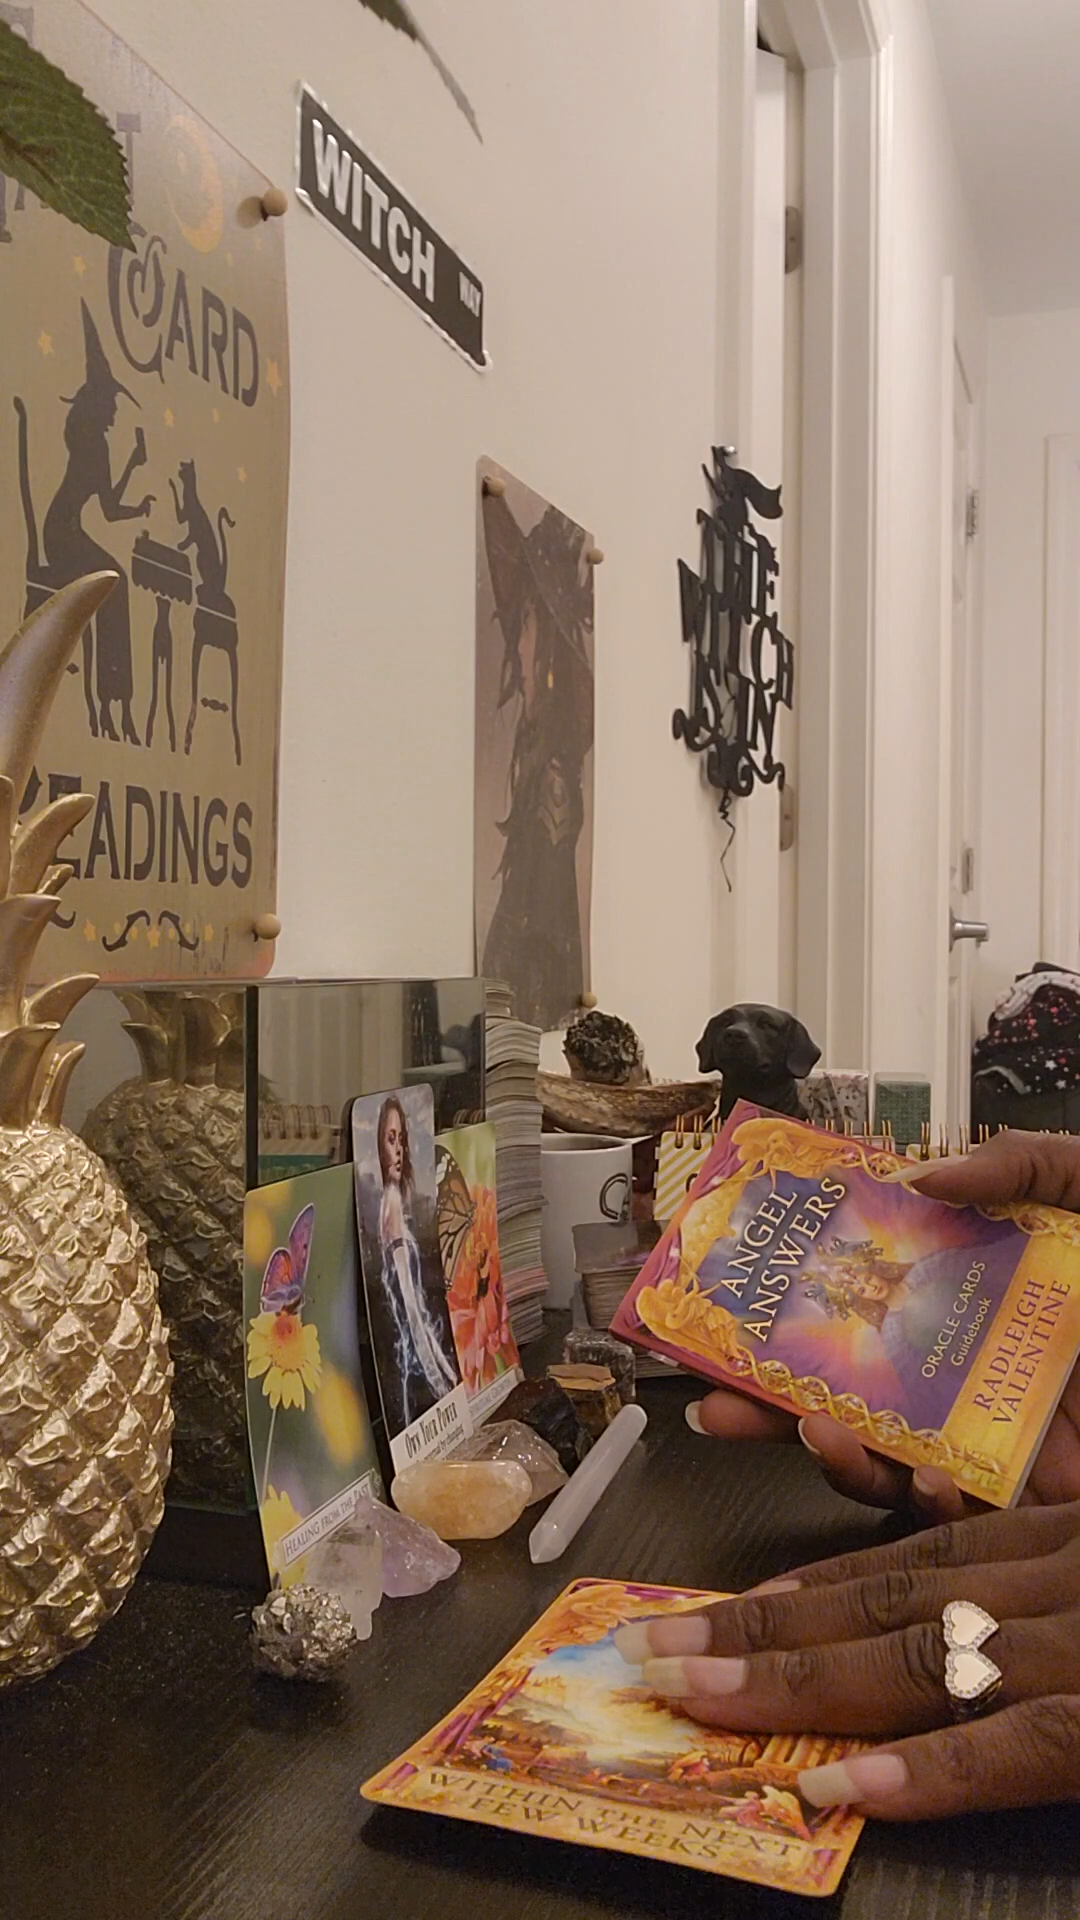 CARD
READINGS
WITCH WAY
THE
WITCH
IS IN
ANGEL
ANSWERS
ORACLE CARDS
Guidebook
RADLEIGH
VALENTINE
OWN YOUR POWER
HEALING FROM THE PAST
WITHIN THE NEXT
FEW WEEKS